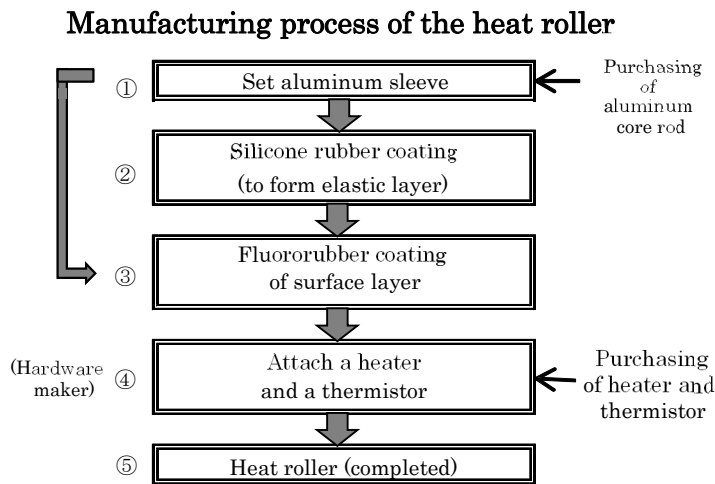 Manufacturing process of the heat roller
① Set aluminum sleeve
Purchasing
of
aluminum
core rod
② Silicone rubber coating
(to form elastic layer)
③ Fluororubber coating
of surface layer
(Hardware
maker)
④ Attach a heater
and a thermistor
Purchasing
of heater and
thermistor
⑤ Heat roller (completed)